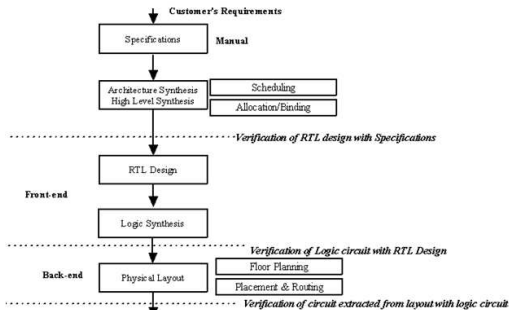 Customer's Requirements
Specifications
Manual
Architecture Synthesis
High Level Synthesis
Scheduling
Allocation/Binding
Verification of RTL design with Specifications
RTL Design
Front-end
Logic Synthesis
Verification of Logic circuit with RTL Design
Back-end
Physical Layout
Floor Planning
Placement & Routing
Verification of circuit extracted from layout with logic circuit